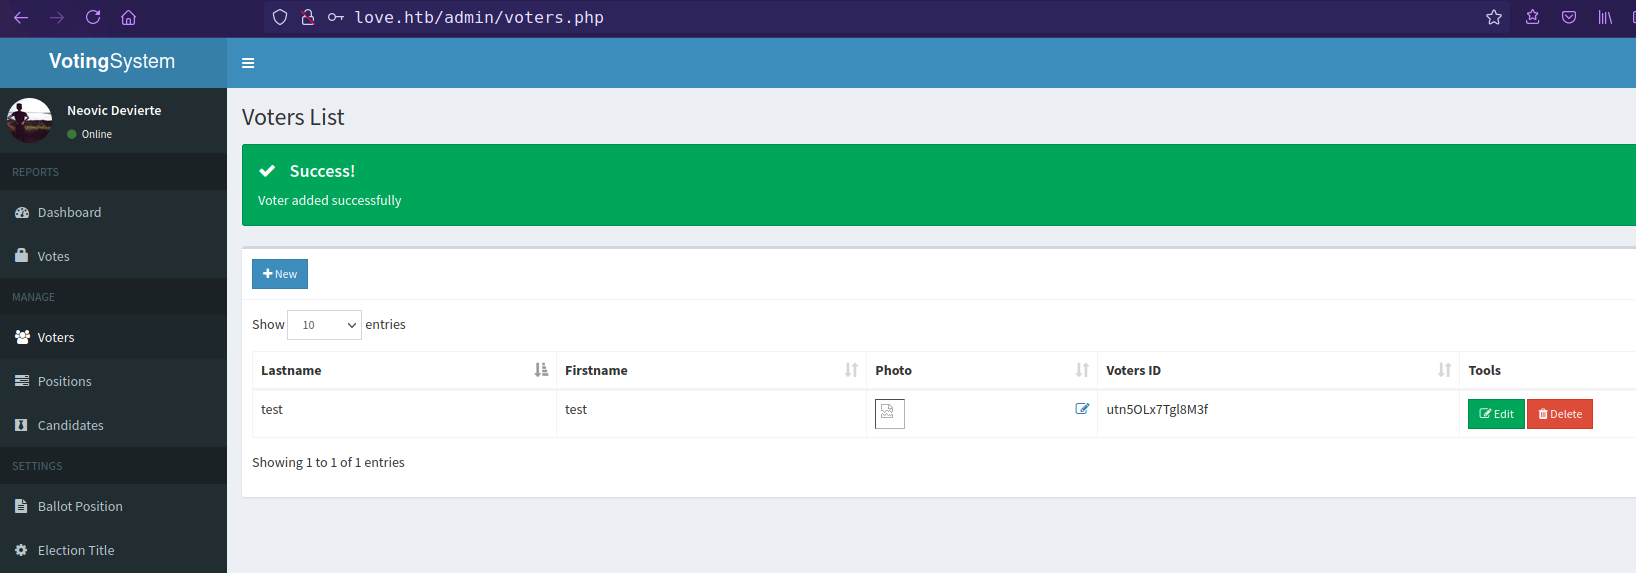 love.htb/admin/voters.php
VotingSystem
Neovic Devierte
Online
REPORTS
Dashboard
Votes
MANAGE
Voters
Positions
Candidates
SETTINGS
Ballot Position
Election Title
Voters List
Success!
Voter added successfully
New
Show 10 entries
Lastname Firstname Photo Voters ID Tools
test test utn5OLx7Tgl8M3f Edit Delete
Showing 1 to 1 of 1 entries